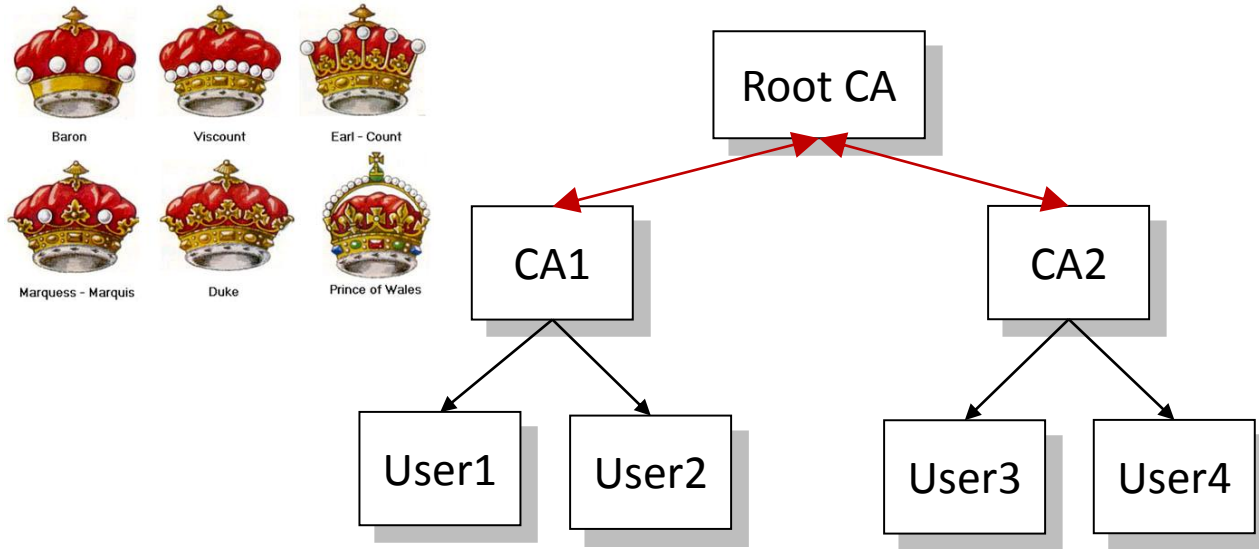 Baron
Viscount
Earl - Count
Marquess - Marquis
Duke
Prince of Wales
Root CA
CA1
CA2
User1
User2
User3
User4